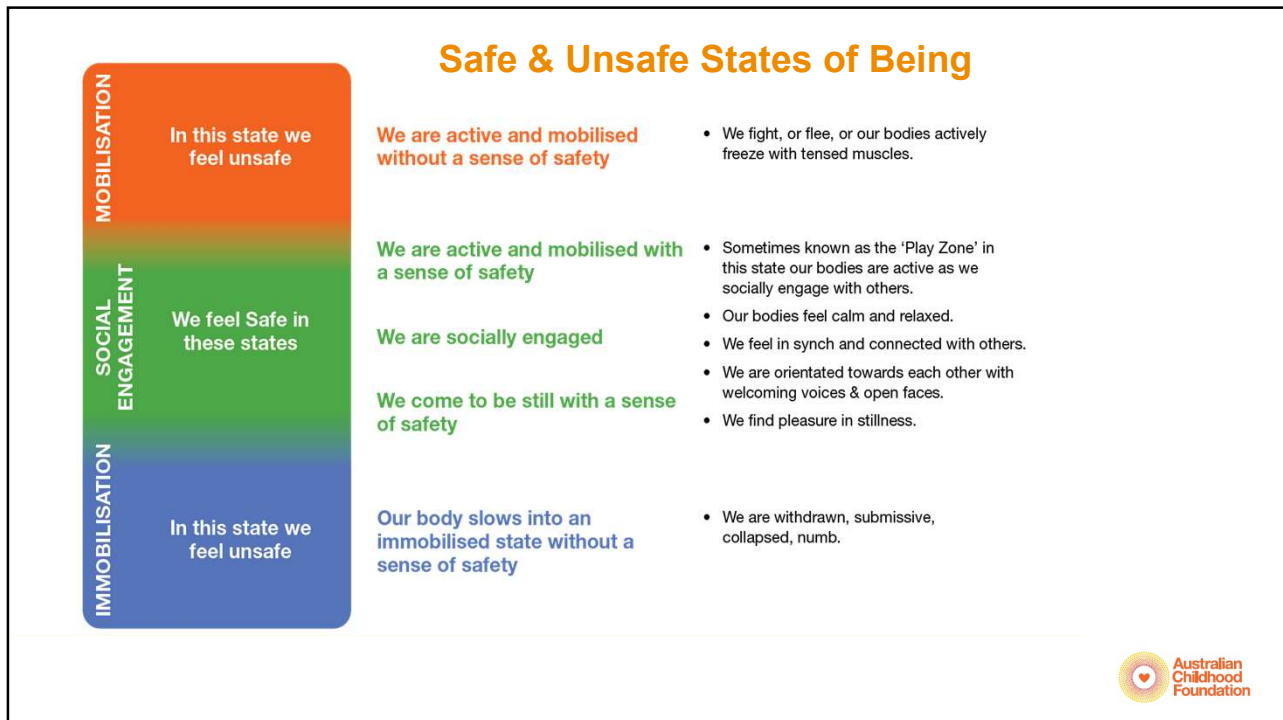 Safe & Unsafe States of Being
MOBILISATION
In this state we
feel unsafe
We are active and mobilised
without a sense of safety
• We fight, or flee, or our bodies actively
freeze with tensed muscles.
SOCIAL
ENGAGEMENT
We feel Safe in
these states
We are active and mobilised with
a sense of safety
We are socially engaged
We come to be still with a sense
of safety
• Sometimes known as the ‘Play Zone’ in
this state our bodies are active as we
socially engage with others.
• Our bodies feel calm and relaxed.
• We feel in synch and connected with others.
• We are orientated towards each other with
welcoming voices & open faces.
• We find pleasure in stillness.
IMMOBILISATION
In this state we
feel unsafe
Our body slows into an
immobilised state without a
sense of safety
• We are withdrawn, submissive,
collapsed, numb.
Australian
Childhood
Foundation